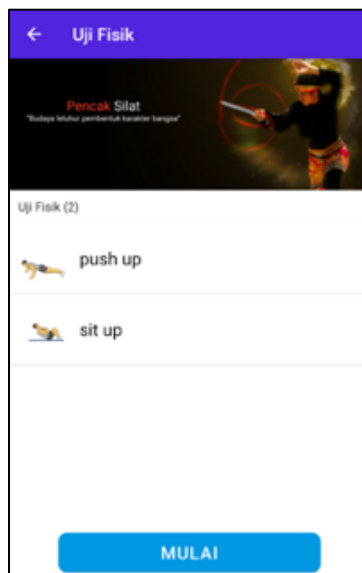 Uji Fisik
Pencak Silat
"Budaya leluhur pembentuk karakter bangsa"
Uji Fisik (2)
push up
sit up
MULAI